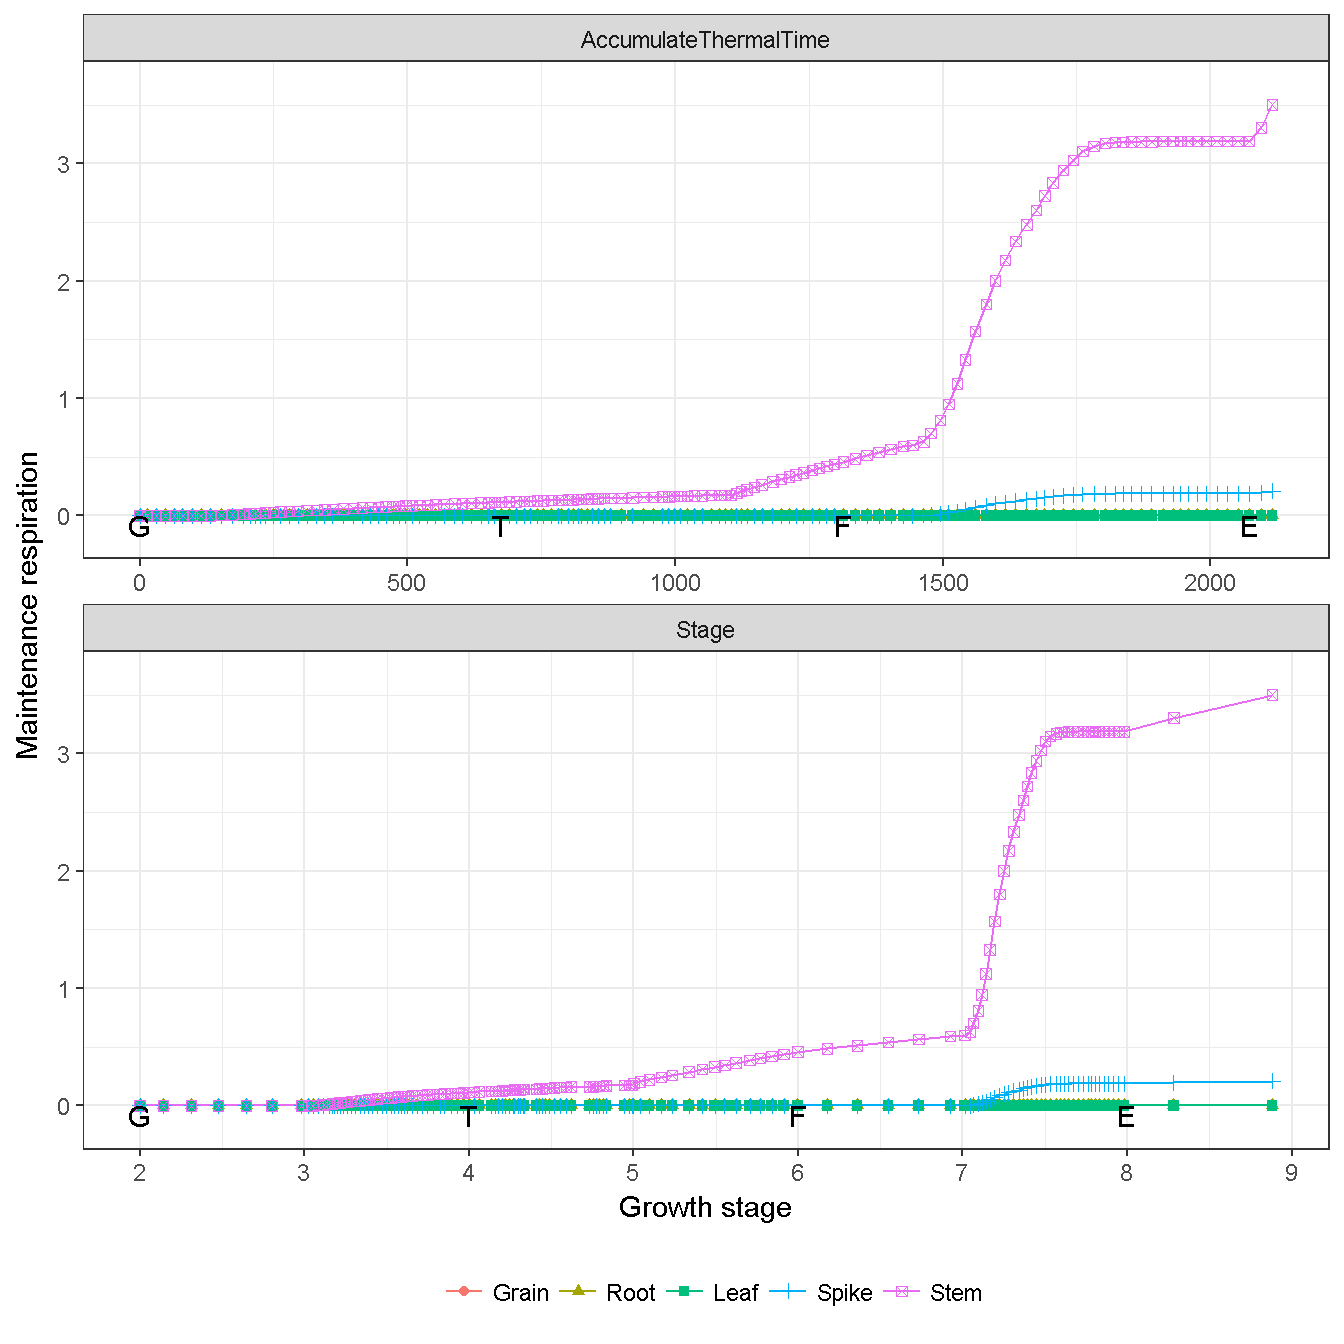 AccumulateThermalTime
3
2
1
0
G T F E
0 500 1000 1500 2000
Maintenance respiration
Stage
3
2
1
0
G T F E
2 3 4 5 6 7 8 9
Growth stage
Grain Root Leaf Spike Stem